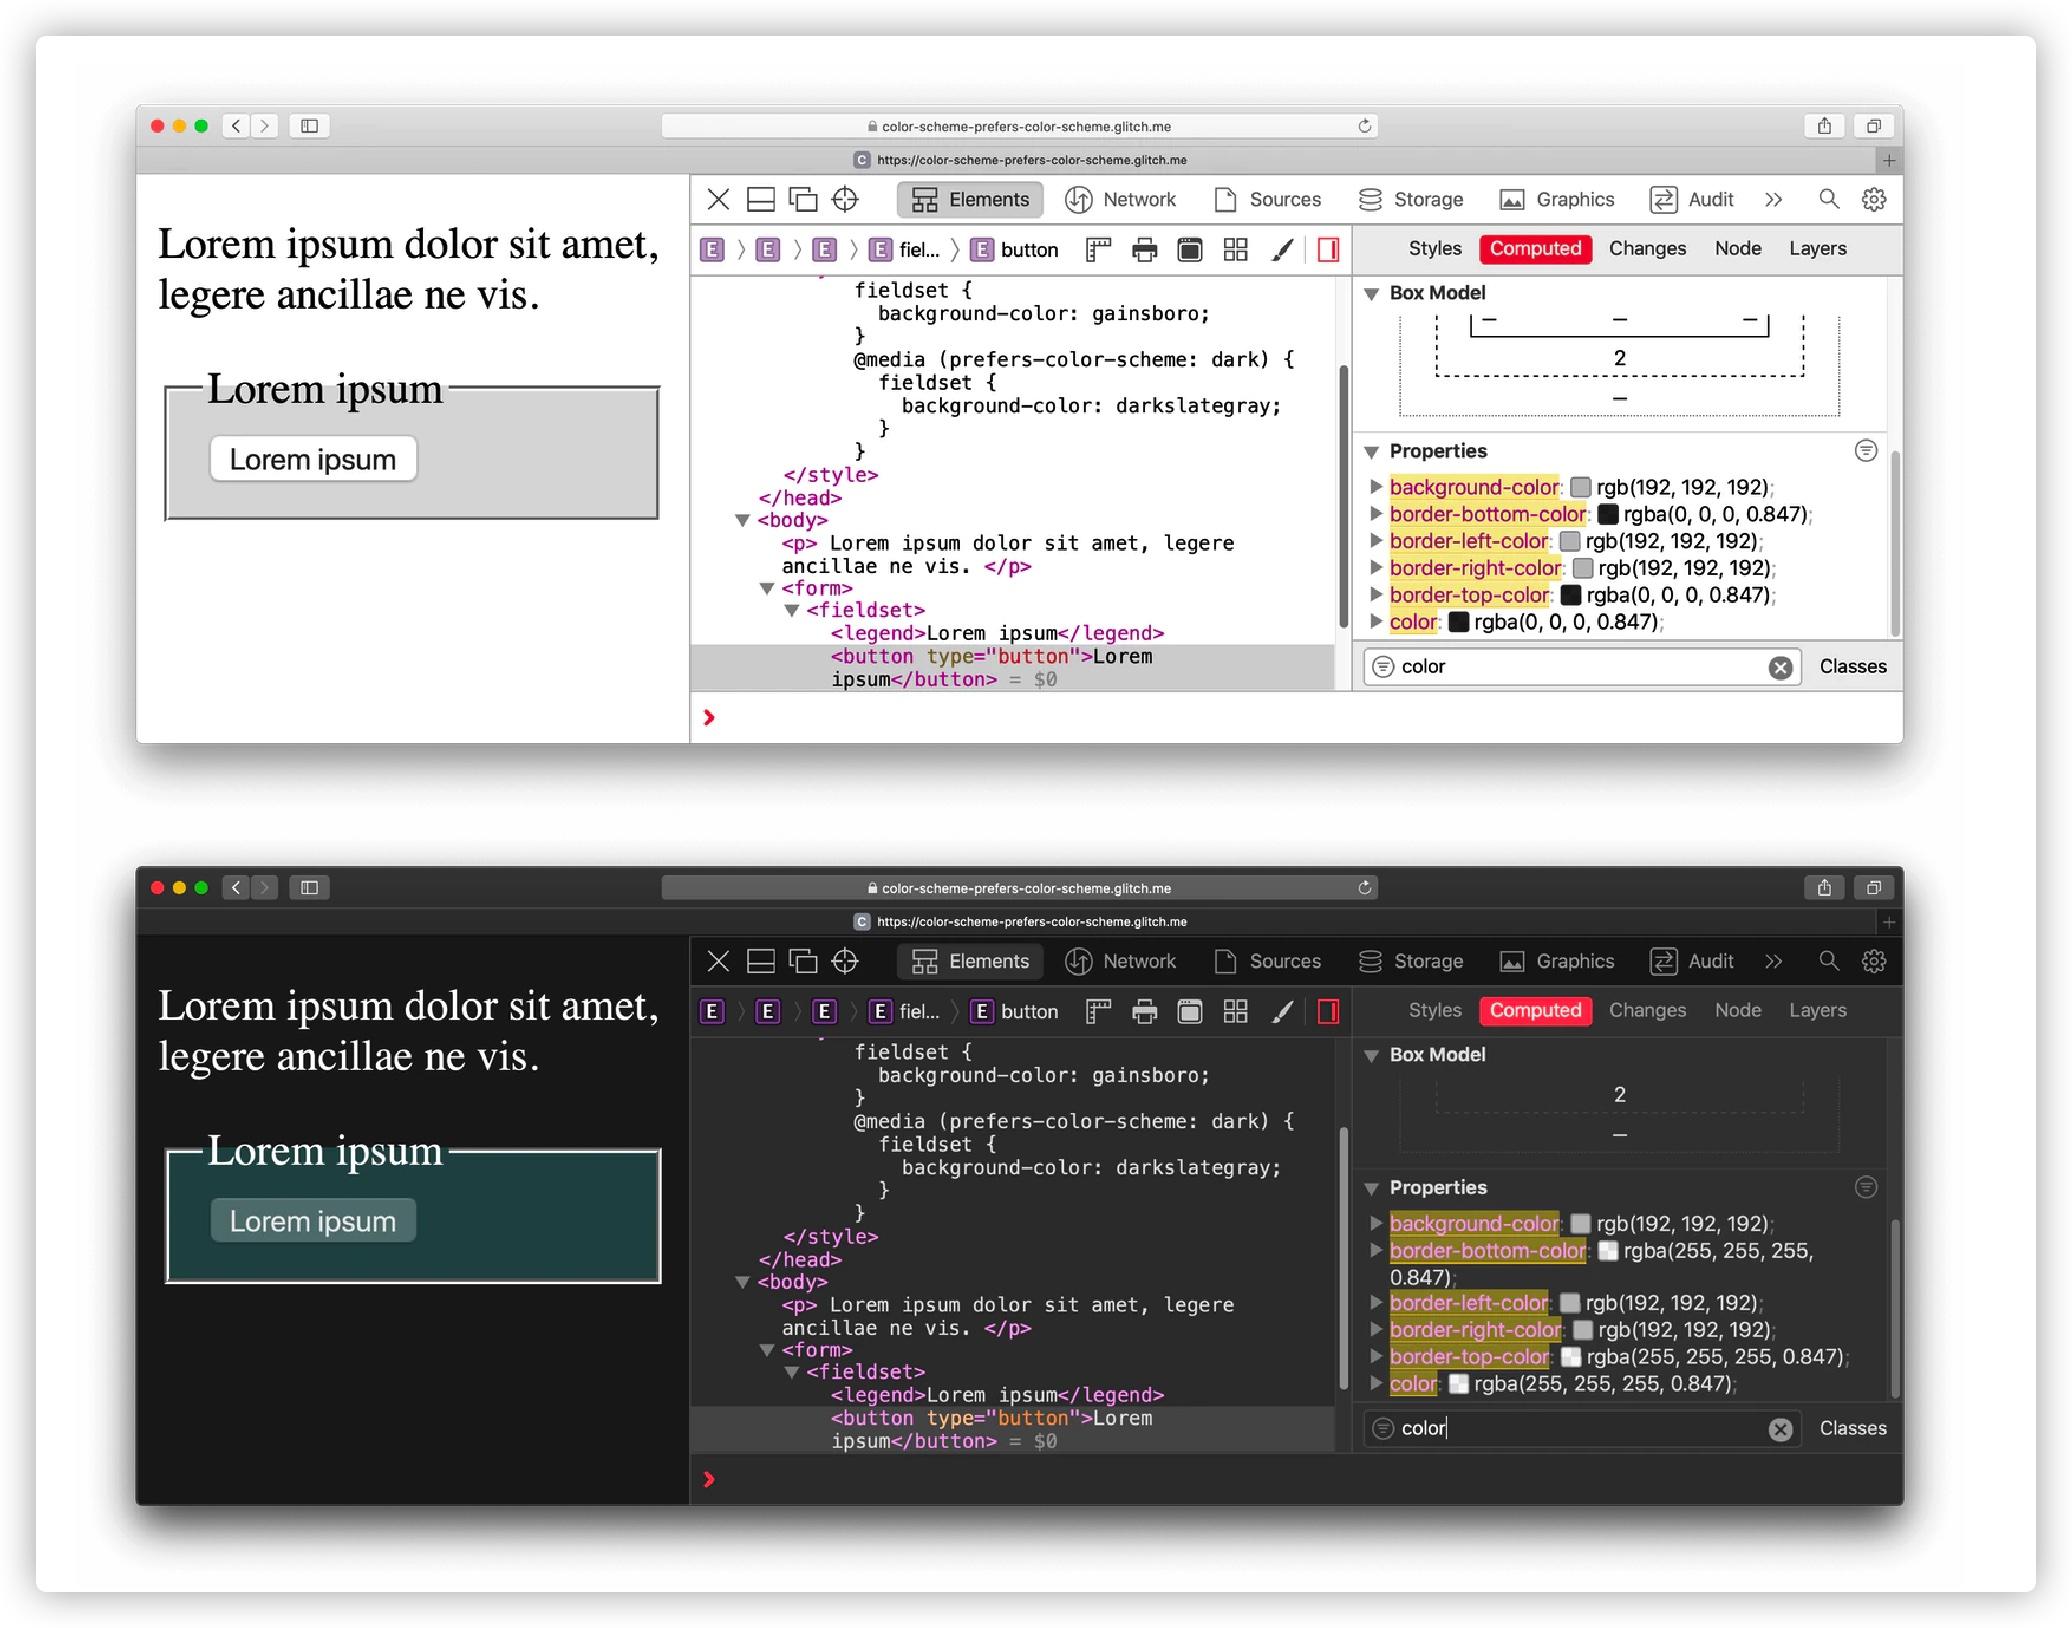 color-scheme-prefers-color-scheme.glitch.me
C https://color-scheme-prefers-color-scheme.glitch.me
Lorem ipsum dolor sit amet,
legere ancillae ne vis.
Lorem ipsum
Lorem ipsum
Elements Network Sources Storage Graphics Audit
E E E E fiel... E button
fieldset {
background-color: gainsboro;
}
@media (prefers-color-scheme: dark) {
fieldset {
background-color: darkslategray;
}
}
</style>
</head>
<body>
<p> Lorem ipsum dolor sit amet, legere
ancillae ne vis. </p>
<form>
<fieldset>
<legend>Lorem ipsum</legend>
<button type="button">Lorem
ipsum</button> = $0
Styles Computed Changes Node Layers
Box Model
– – –
2
–
Properties
background-color: rgb(192, 192, 192);
border-bottom-color: rgba(0, 0, 0, 0.847);
border-left-color: rgb(192, 192, 192);
border-right-color: rgb(192, 192, 192);
border-top-color: rgba(0, 0, 0, 0.847);
color: rgba(0, 0, 0, 0.847);
color Classes
color-scheme-prefers-color-scheme.glitch.me
C https://color-scheme-prefers-color-scheme.glitch.me
Lorem ipsum dolor sit amet,
legere ancillae ne vis.
Lorem ipsum
Lorem ipsum
Elements Network Sources Storage Graphics Audit
E E E E fiel... E button
fieldset {
background-color: gainsboro;
}
@media (prefers-color-scheme: dark) {
fieldset {
background-color: darkslategray;
}
}
</style>
</head>
<body>
<p> Lorem ipsum dolor sit amet, legere
ancillae ne vis. </p>
<form>
<fieldset>
<legend>Lorem ipsum</legend>
<button type="button">Lorem
ipsum</button> = $0
Styles Computed Changes Node Layers
Box Model
2
–
Properties
background-color: rgb(192, 192, 192);
border-bottom-color: rgba(255, 255, 255,
0.847);
border-left-color: rgb(192, 192, 192);
border-right-color: rgb(192, 192, 192);
border-top-color: rgba(255, 255, 255, 0.847);
color: rgba(255, 255, 255, 0.847);
color Classes